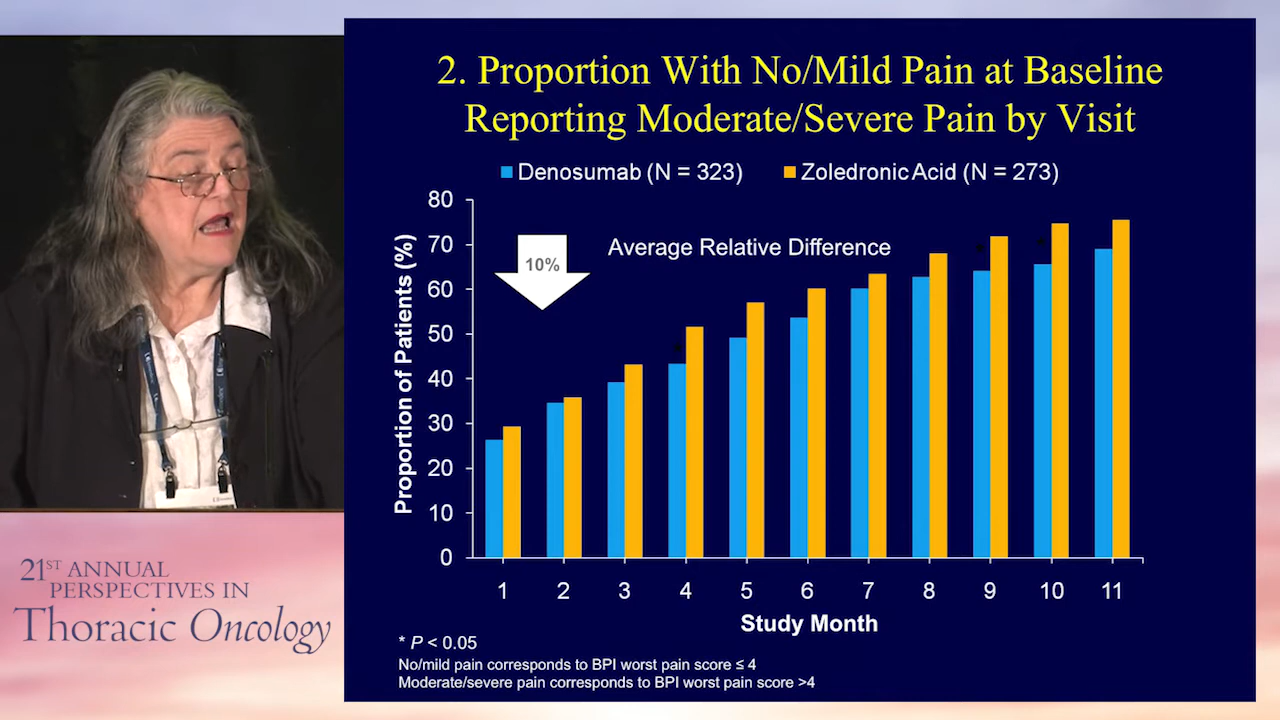 2. Proportion With No/Mild Pain at Baseline
Reporting Moderate/Severe Pain by Visit
Denosumab (N = 323)
Zoledronic Acid (N = 273)
Average Relative Difference
10%
Proportion of Patients (%)
80
70
60
50
40
30
20
10
0
1 2 3 4 5 6 7 8 9 10 11
Study Month
* P < 0.05
No/mild pain corresponds to BPI worst pain score ≤ 4
Moderate/severe pain corresponds to BPI worst pain score >4
21ST ANNUAL
PERSPECTIVES IN
Thoracic Oncology